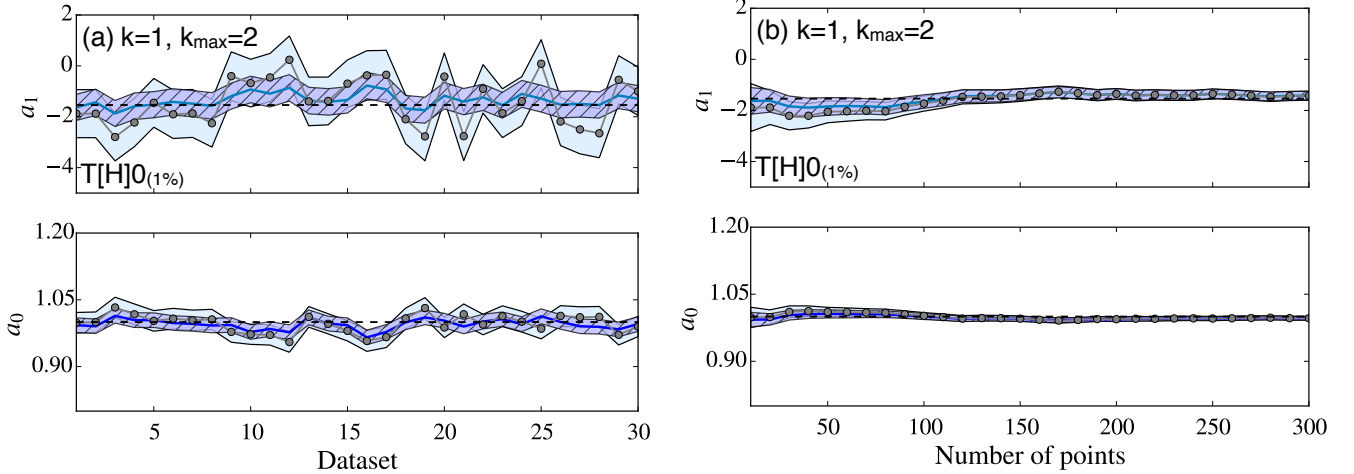 (a) k=1, kmax=2
2
0
−2
−4
a1
T[H]0(1%)
1.20
1.05
0.90
a0
5
10
15
20
25
30
Dataset
(b) k=1, kmax=2
2
0
−2
−4
a1
T[H]0(1%)
1.20
1.05
0.90
a0
50
100
150
200
250
300
Number of points